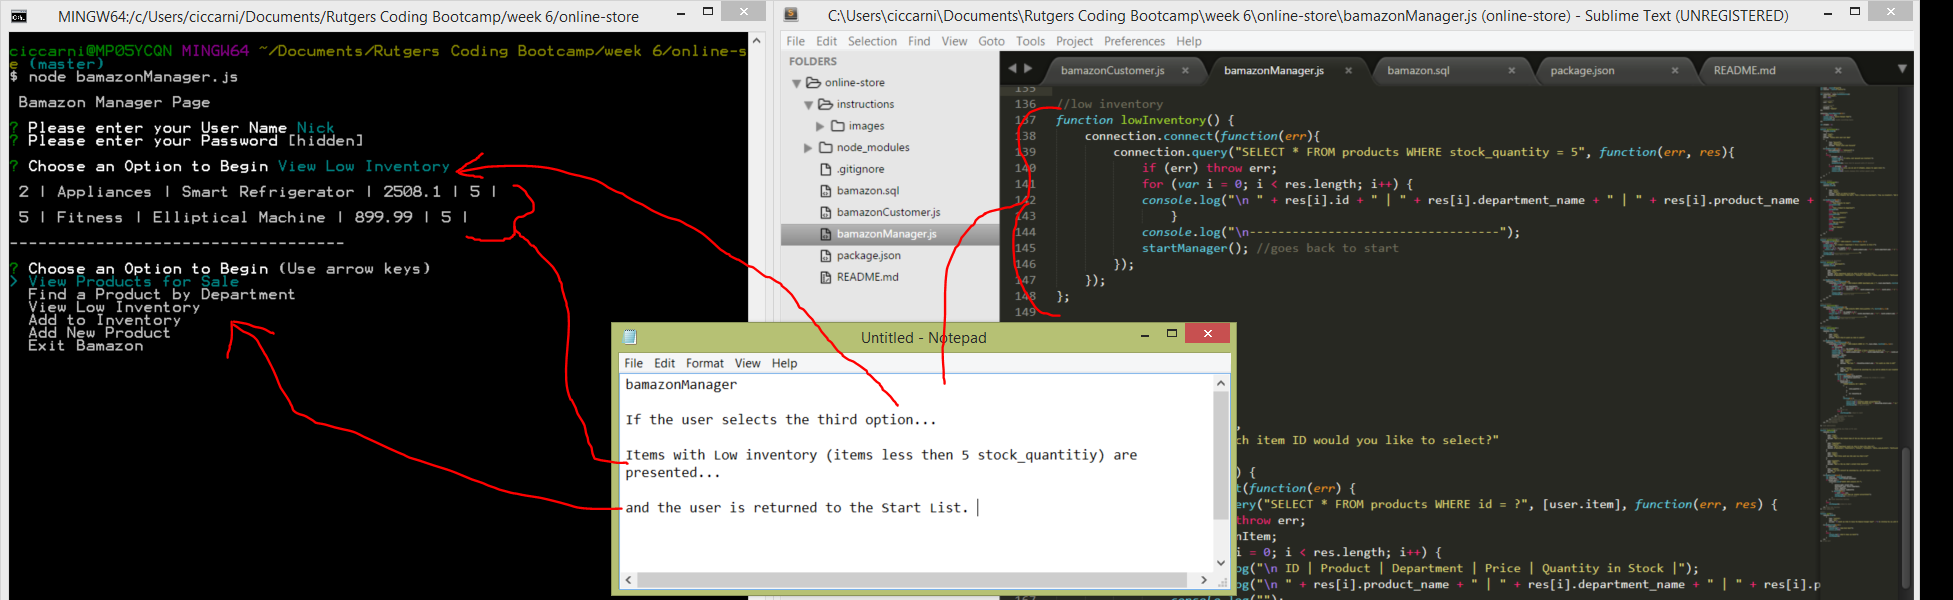 MINGW64:/c/Users/ciccarni/Documents/Rutgers Coding Bootcamp/week 6/online-store
ciccarni@MP05YCQN MINGW64 ~/Documents/Rutgers Coding Bootcamp/week 6/online-s
e (master)
$ node bamazonManager.js
Bamazon Manager Page
? Please enter your User Name Nick
? Please enter your Password [hidden]
? Choose an Option to Begin View Low Inventory
2 | Appliances | Smart Refrigerator | 2508.1 | 5 |
5 | Fitness | Elliptical Machine | 899.99 | 5 |
-----------------------------------
? Choose an Option to Begin (Use arrow keys)
> View Products for Sale
Find a Product by Department
View Low Inventory
Add to Inventory
Add New Product
Exit Bamazon
C:\Users\ciccarni\Documents\Rutgers Coding Bootcamp\week 6\online-store\bamazonManager.js (online-store) - Sublime Text (UNREGISTERED)
File Edit Selection Find View Goto Tools Project Preferences Help
FOLDERS
online-store
instructions
images
node_modules
.gitignore
bamazon.sql
bamazonCustomer.js
bamazonManager.js
package.json
README.md
bamazonCustomer.js bamazonManager.js bamazon.sql package.json README.md
135
136 //low inventory
137 function lowInventory() {
138 connection.connect(function(err){
139 connection.query("SELECT * FROM products WHERE stock_quantity = 5", function(err, res){
140 if (err) throw err;
141 for (var i = 0; i < res.length; i++) {
142 console.log("\n " + res[i].id + " | " + res[i].department_name + " | " + res[i].product_name +
143 }
144 console.log("\n-----------------------------------");
145 startManager(); //goes back to start
146 });
147 });
148 };
149
,
ch item ID would you like to select?"
) {
t(function(err) {
ery("SELECT * FROM products WHERE id = ?", [user.item], function(err, res) {
throw err;
nItem;
i = 0; i < res.length; i++) {
og("\n ID | Product | Department | Price | Quantity in Stock |");
og("\n " + res[i].product_name + " | " + res[i].department_name + " | " + res[i].p
console.log("");
Untitled - Notepad
File Edit Format View Help
bamazonManager
If the user selects the third option...
Items with Low inventory (items less then 5 stock_quantitiy) are
presented...
and the user is returned to the Start List.